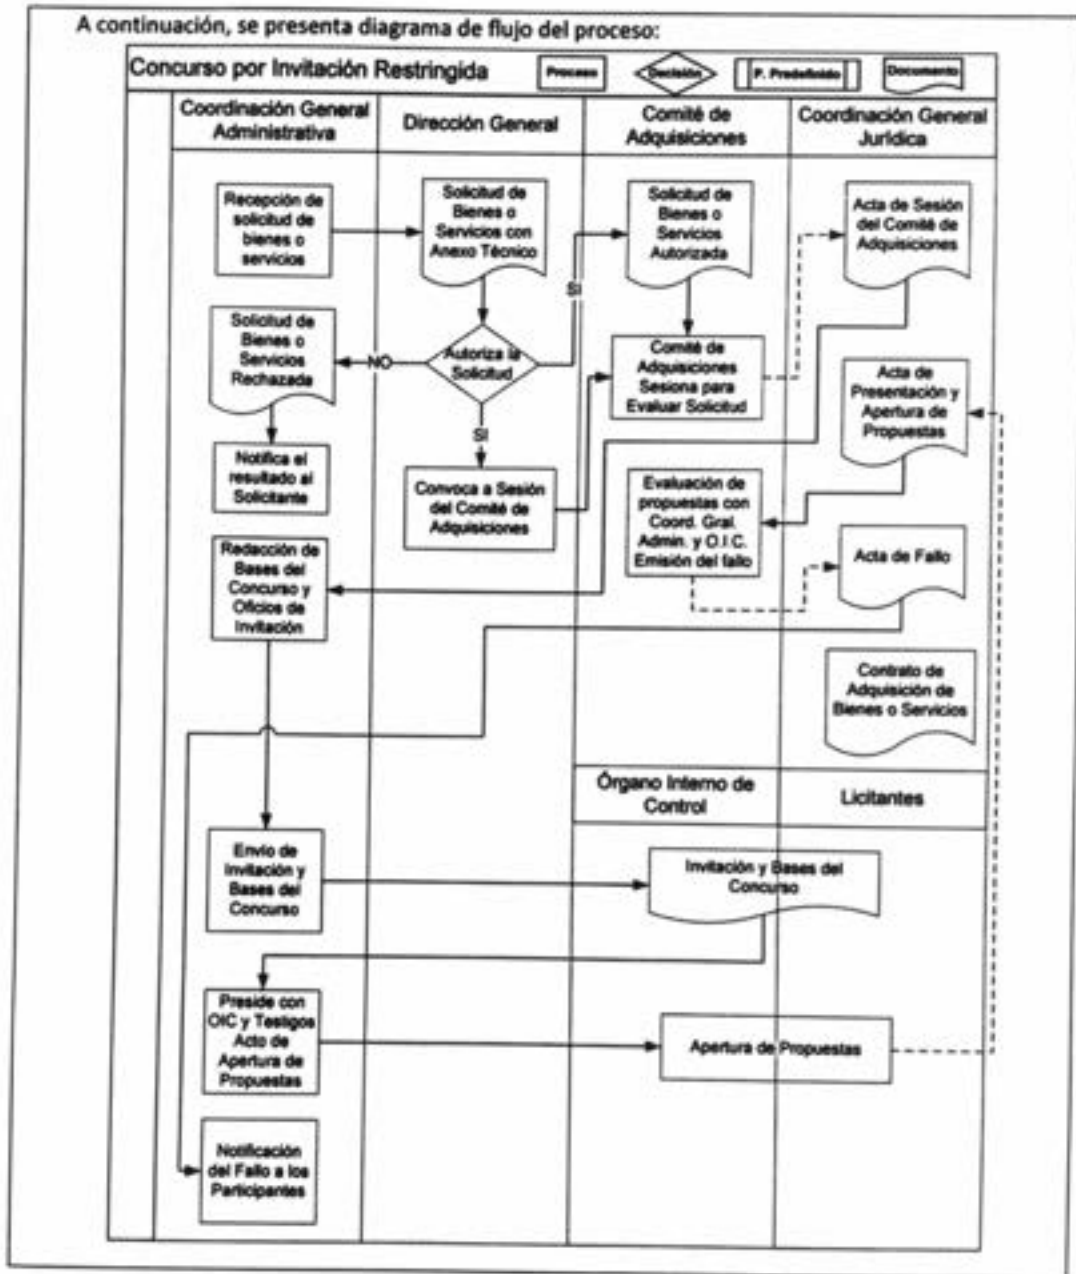 A continuación, se presenta diagrama de flujo del proceso:
Concurso por Invitación Restringida
Proceso
Decisión
P. Predefinido
Documento
Coordinación General
Administrativa
Dirección General
Comité de
Adquisiciones
Coordinación General
Jurídica
Recepción de
solicitud de
bienes o
servicios
Solicitud de
Bienes o
Servicios con
Anexo Técnico
Solicitud de
Bienes o
Servicios
Autorizada
Acta de Sesión
del Comité de
Adquisiciones
SI
Solicitud de
Bienes o
Servicios
Rechazada
NO
Autoriza la
Solicitud
Comité de
Adquisiciones
Sesiona para
Evaluar Solicitud
Acta de
Presentación y
Apertura de
Propuestas
SI
Notifica el
resultado al
Solicitante
Convoca a Sesión
del Comité de
Adquisiciones
Evaluación de
propuestas con
Coord. Gral.
Admin. y O.I.C.
Emisión del fallo
Acta de Fallo
Redacción de
Bases del
Concurso y
Oficios de
Invitación
Contrato de
Adquisición de
Bienes o Servicios
Órgano Interno de
Control
Licitantes
Envío de
Invitación y
Bases del
Concurso
Invitación y Bases del
Concurso
Preside con
OIC y Testigos
Acto de
Apertura de
Propuestas
Apertura de Propuestas
Notificación
del Fallo a los
Participantes